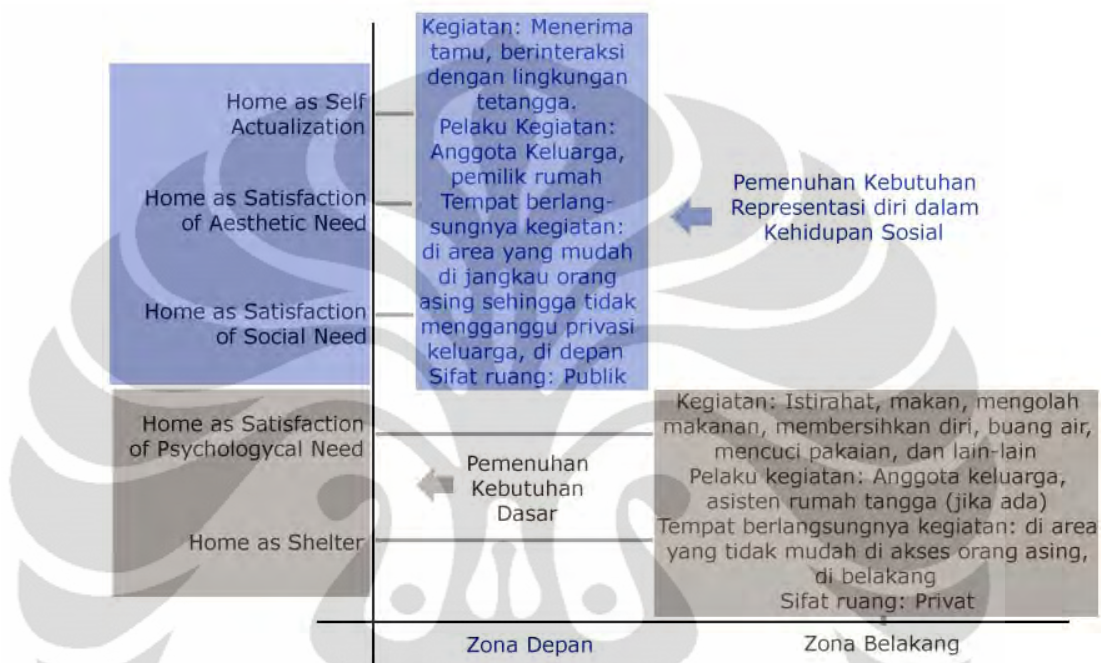 Home as Self
Actualization
Home as Satisfaction
of Aesthetic Need
Home as Satisfaction
of Social Need
Home as Satisfaction
of Psychologycal Need
Home as Shelter
Kegiatan: Menerima
tamu, berinteraksi
dengan lingkungan
tetangga.
Pelaku Kegiatan:
Anggota Keluarga,
pemilik rumah
Tempat berlang-
sungnya kegiatan:
di area yang mudah
di jangkau orang
asing sehingga tidak
mengganggu privasi
keluarga, di depan
Sifat ruang: Publik
Pemenuhan Kebutuhan
Representasi diri dalam
Kehidupan Sosial
Pemenuhan
Kebutuhan
Dasar
Kegiatan: Istirahat, makan, mengolah
makanan, membersihkan diri, buang air,
mencuci pakaian, dan lain-lain
Pelaku kegiatan: Anggota keluarga,
asisten rumah tangga (jika ada)
Tempat berlangsungnya kegiatan: di area
yang tidak mudah di akses orang asing,
di belakang
Sifat ruang: Privat
Zona Depan
Zona Belakang